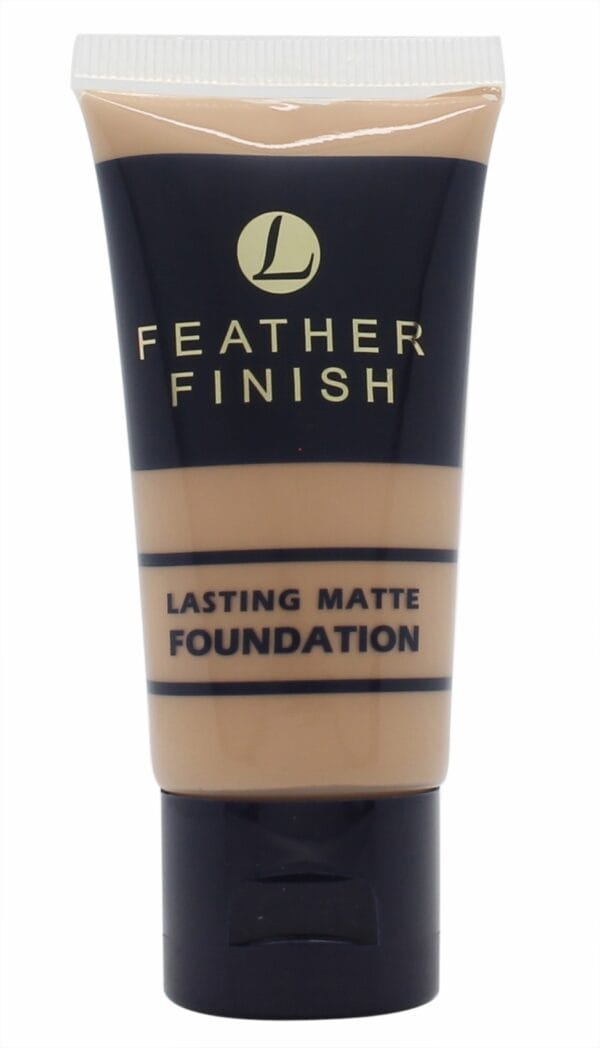 L
FEATHER
FINISH
LASTING MATTE
FOUNDATION